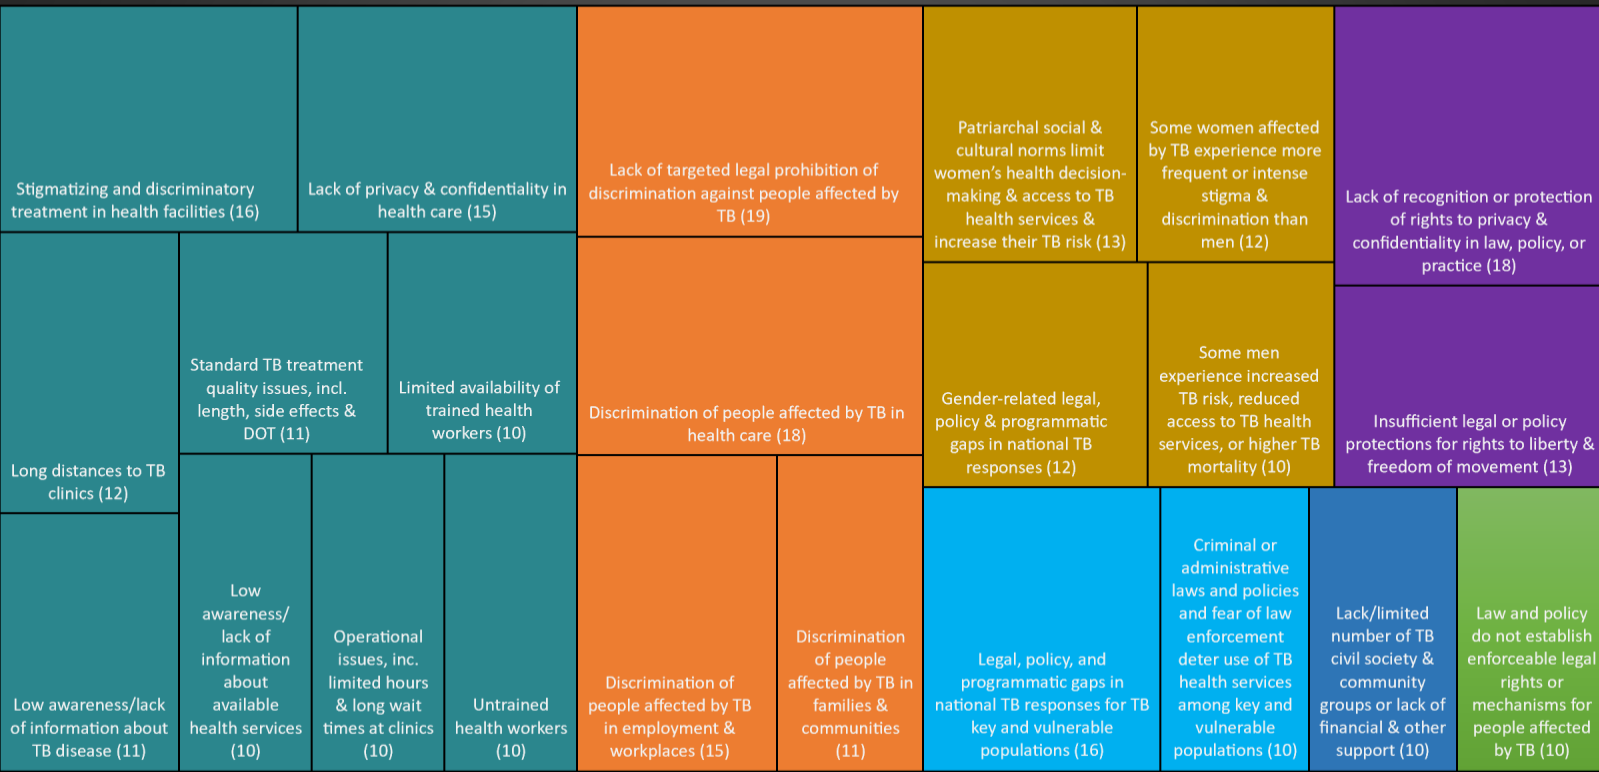 Stigmatizing and discriminatory
treatment in health facilities (16)
Lack of privacy & confidentiality in
health care (15)
Long distances to TB
clinics (12)
Standard TB treatment
quality issues, incl.
length, side effects &
DOT (11)
Limited availability of
trained health
workers (10)
Low awareness/lack
of information about
TB disease (11)
Low
awareness/
lack of
information
about
available
health services
(10)
Operational
issues, inc.
limited hours
& long wait
times at clinics
(10)
Untrained
health workers
(10)
Lack of targeted legal prohibition of
discrimination against people affected by
TB (19)
Discrimination of people affected by TB in
health care (18)
Discrimination of
people affected by TB
in employment &
workplaces (15)
Discrimination
of people
affected by TB in
families &
communities
(11)
Patriarchal social &
cultural norms limit
women’s health decision-
making & access to TB
health services &
increase their TB risk (13)
Some women affected
by TB experience more
frequent or intense
stigma &
discrimination than
men (12)
Gender-related legal,
policy & programmatic
gaps in national TB
responses (12)
Some men
experience increased
TB risk, reduced
access to TB health
services, or higher TB
mortality (10)
Lack of recognition or protection
of rights to privacy &
confidentiality in law, policy, or
practice (18)
Insufficient legal or policy
protections for rights to liberty &
freedom of movement (13)
Legal, policy, and
programmatic gaps in
national TB responses for TB
key and vulnerable
populations (16)
Criminal or
administrative
laws and policies
and fear of law
enforcement
deter use of TB
health services
among key and
vulnerable
populations (10)
Lack/limited
number of TB
civil society &
community
groups or lack of
financial & other
support (10)
Law and policy
do not establish
enforceable legal
rights or
mechanisms for
people affected
by TB (10)